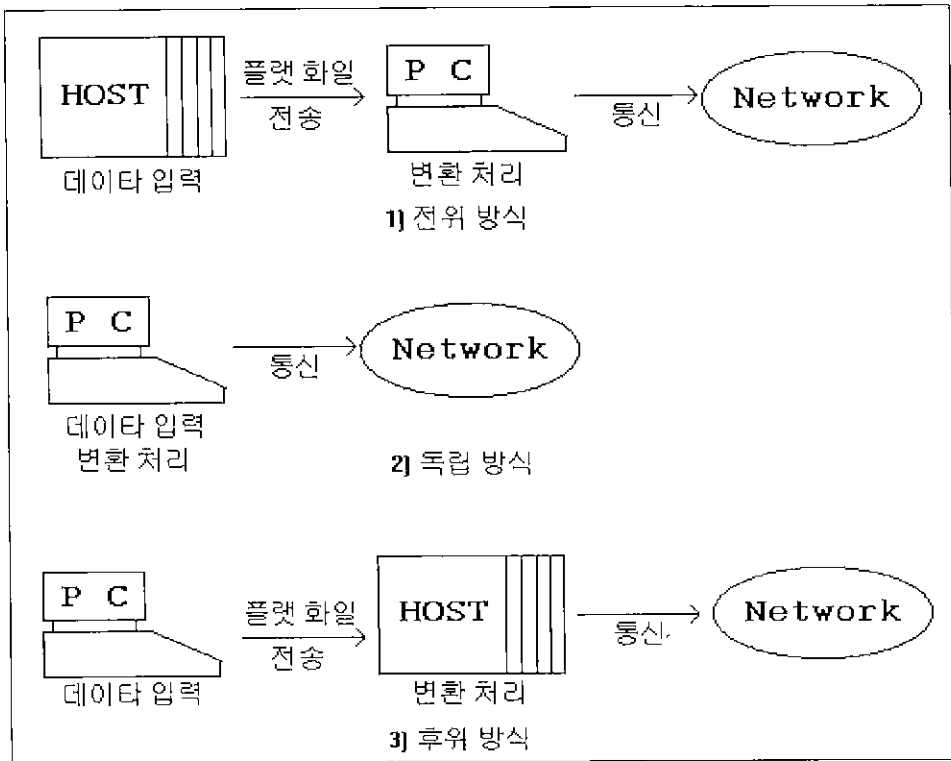 HOST
플랫 화일
전송
P C
통신
Network
데이타 입력
변환 처리
1) 전위 방식
P C
통신
Network
데이타 입력
변환 처리
2) 독립 방식
P C
플랫 화일
전송
HOST
통신
Network
데이타 입력
변환 처리
3) 후위 방식